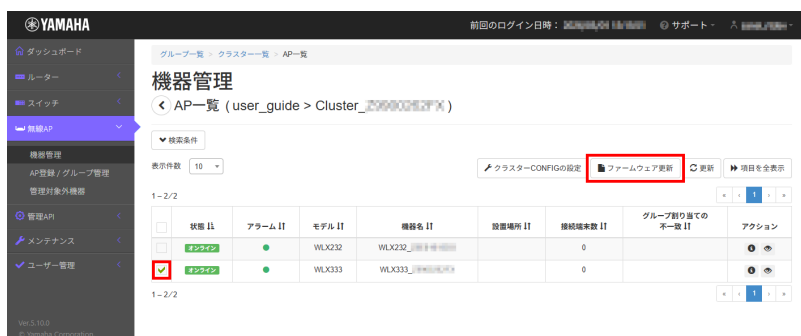 YAMAHA
前回のログイン日時： サポート
ダッシュボード
ルーター
スイッチ
無線AP
機器管理
AP登録 / グループ管理
管理対象外機器
管理API
メンテナンス
ユーザー管理
Ver.5.10.0
© Yamaha Corporation
グループ一覧 > クラスター一覧 > AP一覧
機器管理
AP一覧 ( user_guide > Cluster_ )
検索条件
表示件数 10
クラスターCONFIGの設定 ファームウェア更新 更新 項目を全表示
1 – 2 / 2 « ‹ 1 › »
状態 アラーム モデル 機器名 設置場所 接続端末数 グループ割り当ての不一致 アクション
オンライン WLX232 WLX232_ 0
オンライン WLX333 WLX333_ 0
1 – 2 / 2 « ‹ 1 › »